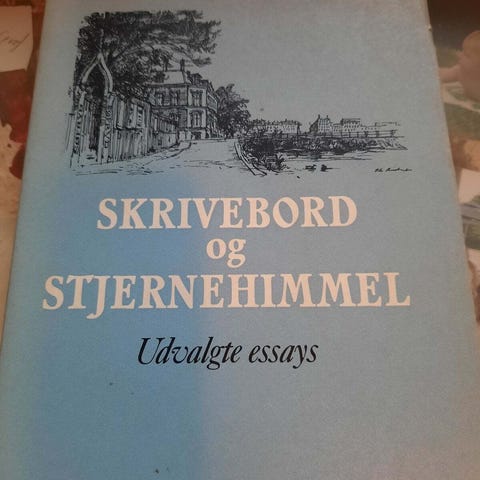 SKRIVEBORD
og
STJERNEHIMMEL
Udvalgte essays